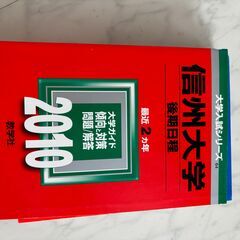 大学入試シリーズ
信州大学
後期日程
最近2ヵ年
大学ガイド
傾向と対策
問題/解答
2010
教学社